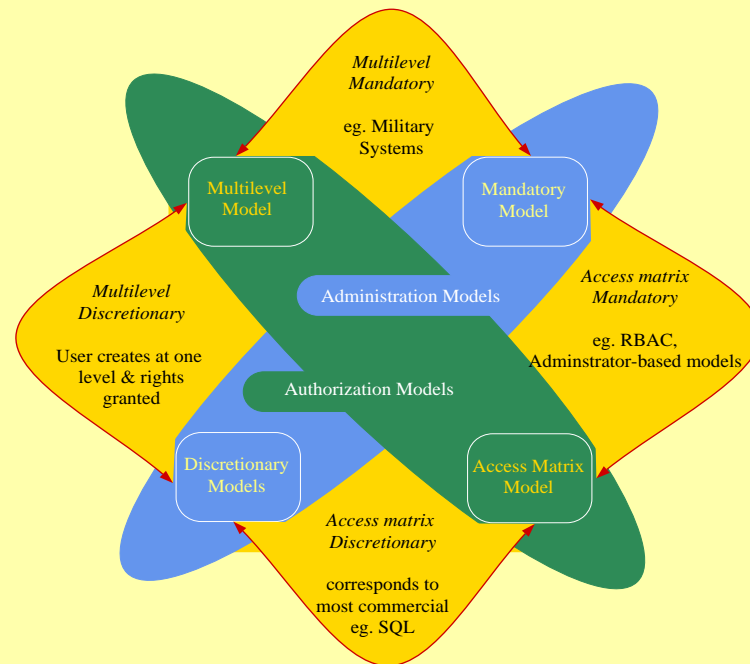 Multilevel
Mandatory
eg. Military
Systems
Multilevel
Model
Mandatory
Model
Multilevel
Discretionary
User creates at one
level & rights
granted
Administration Models
Access matrix
Mandatory
eg. RBAC,
Adminstrator-based models
Authorization Models
Discretionary
Models
Access Matrix
Model
Access matrix
Discretionary
corresponds to
most commercial
eg. SQL